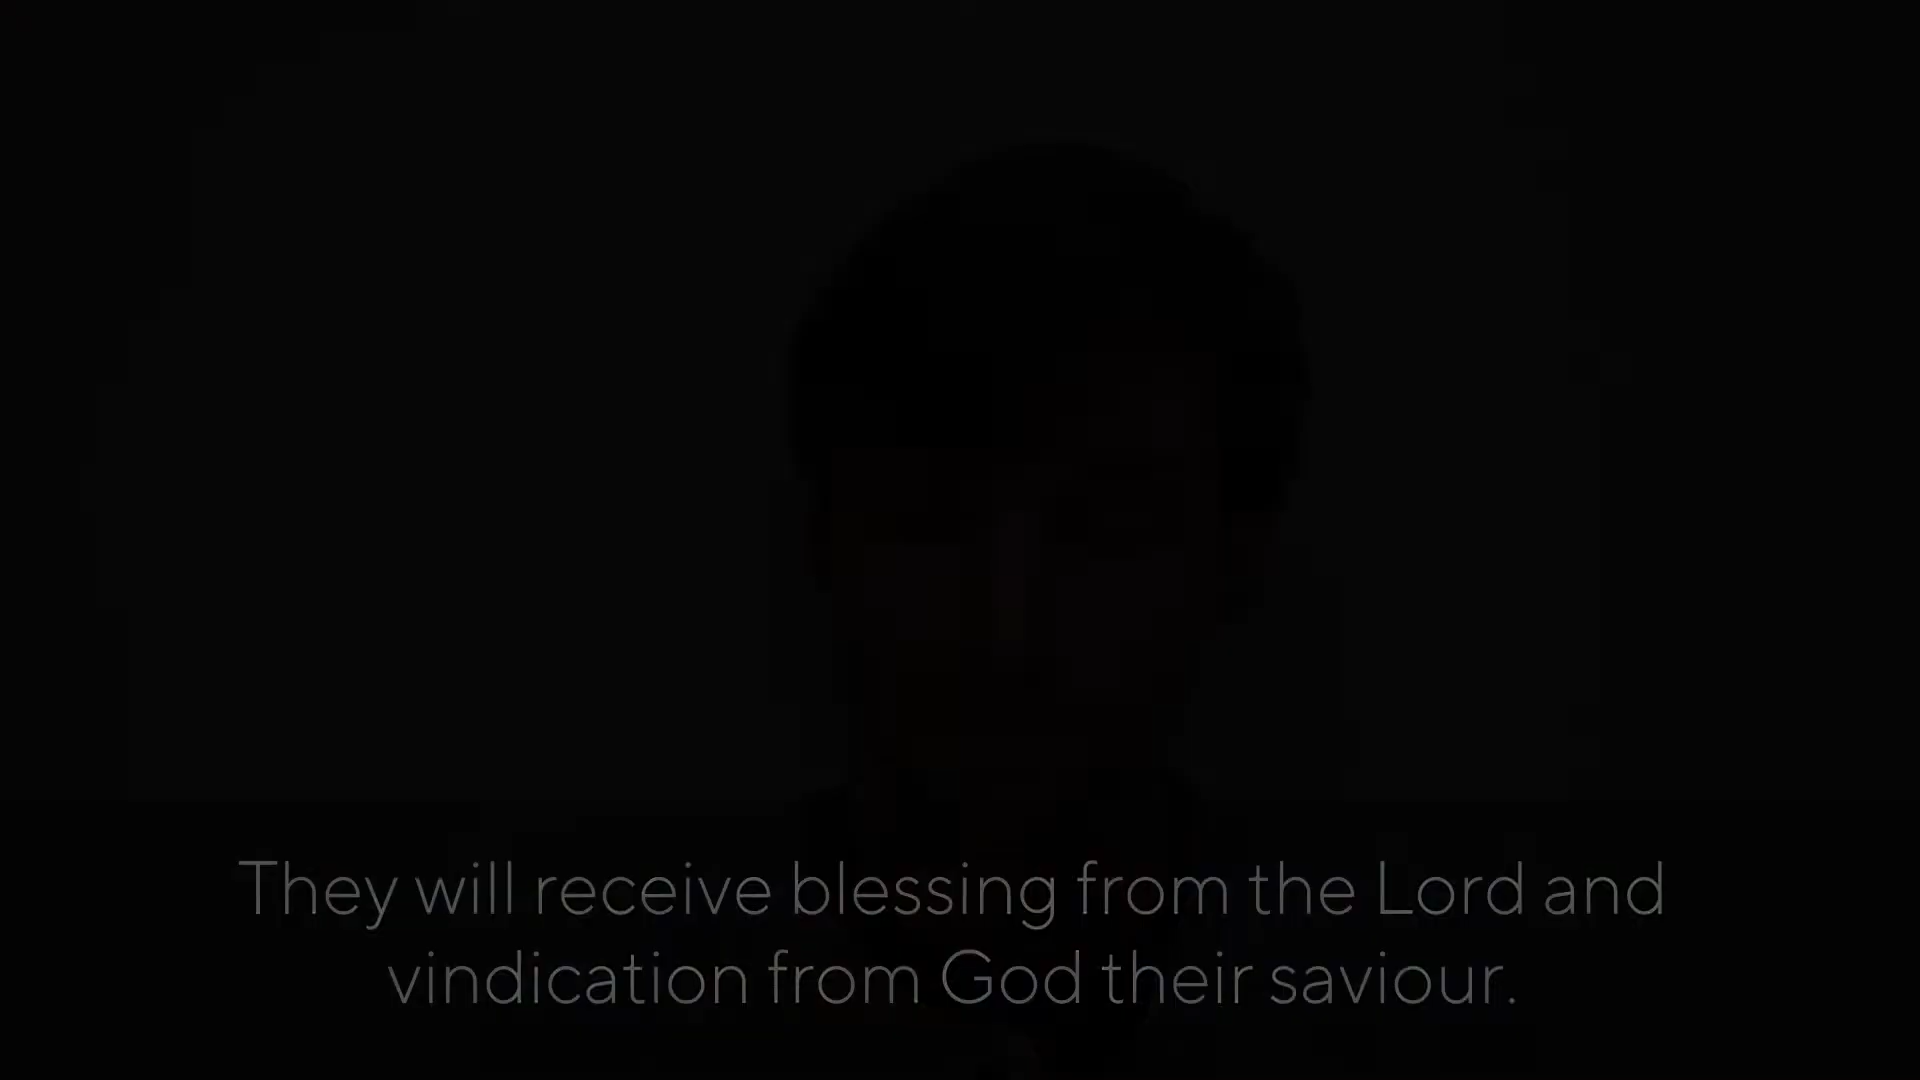 They will receive blessing from the Lord and
vindication from God their saviour.